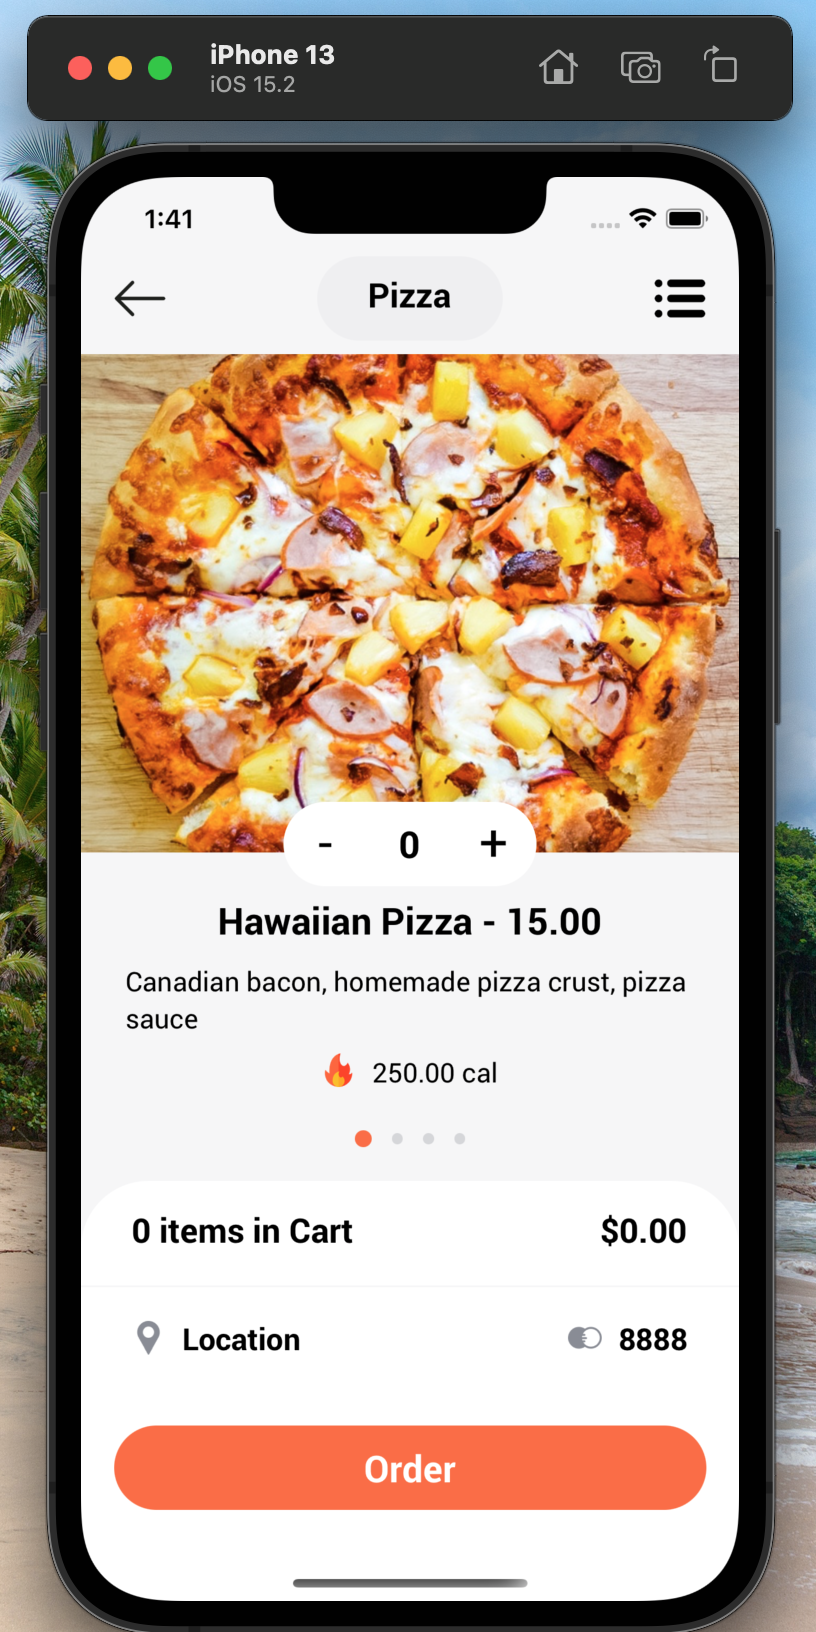 iPhone 13
iOS 15.2
1:41
Pizza
- 0 +
Hawaiian Pizza - 15.00
Canadian bacon, homemade pizza crust, pizza
sauce
250.00 cal
0 items in Cart $0.00
Location 8888
Order